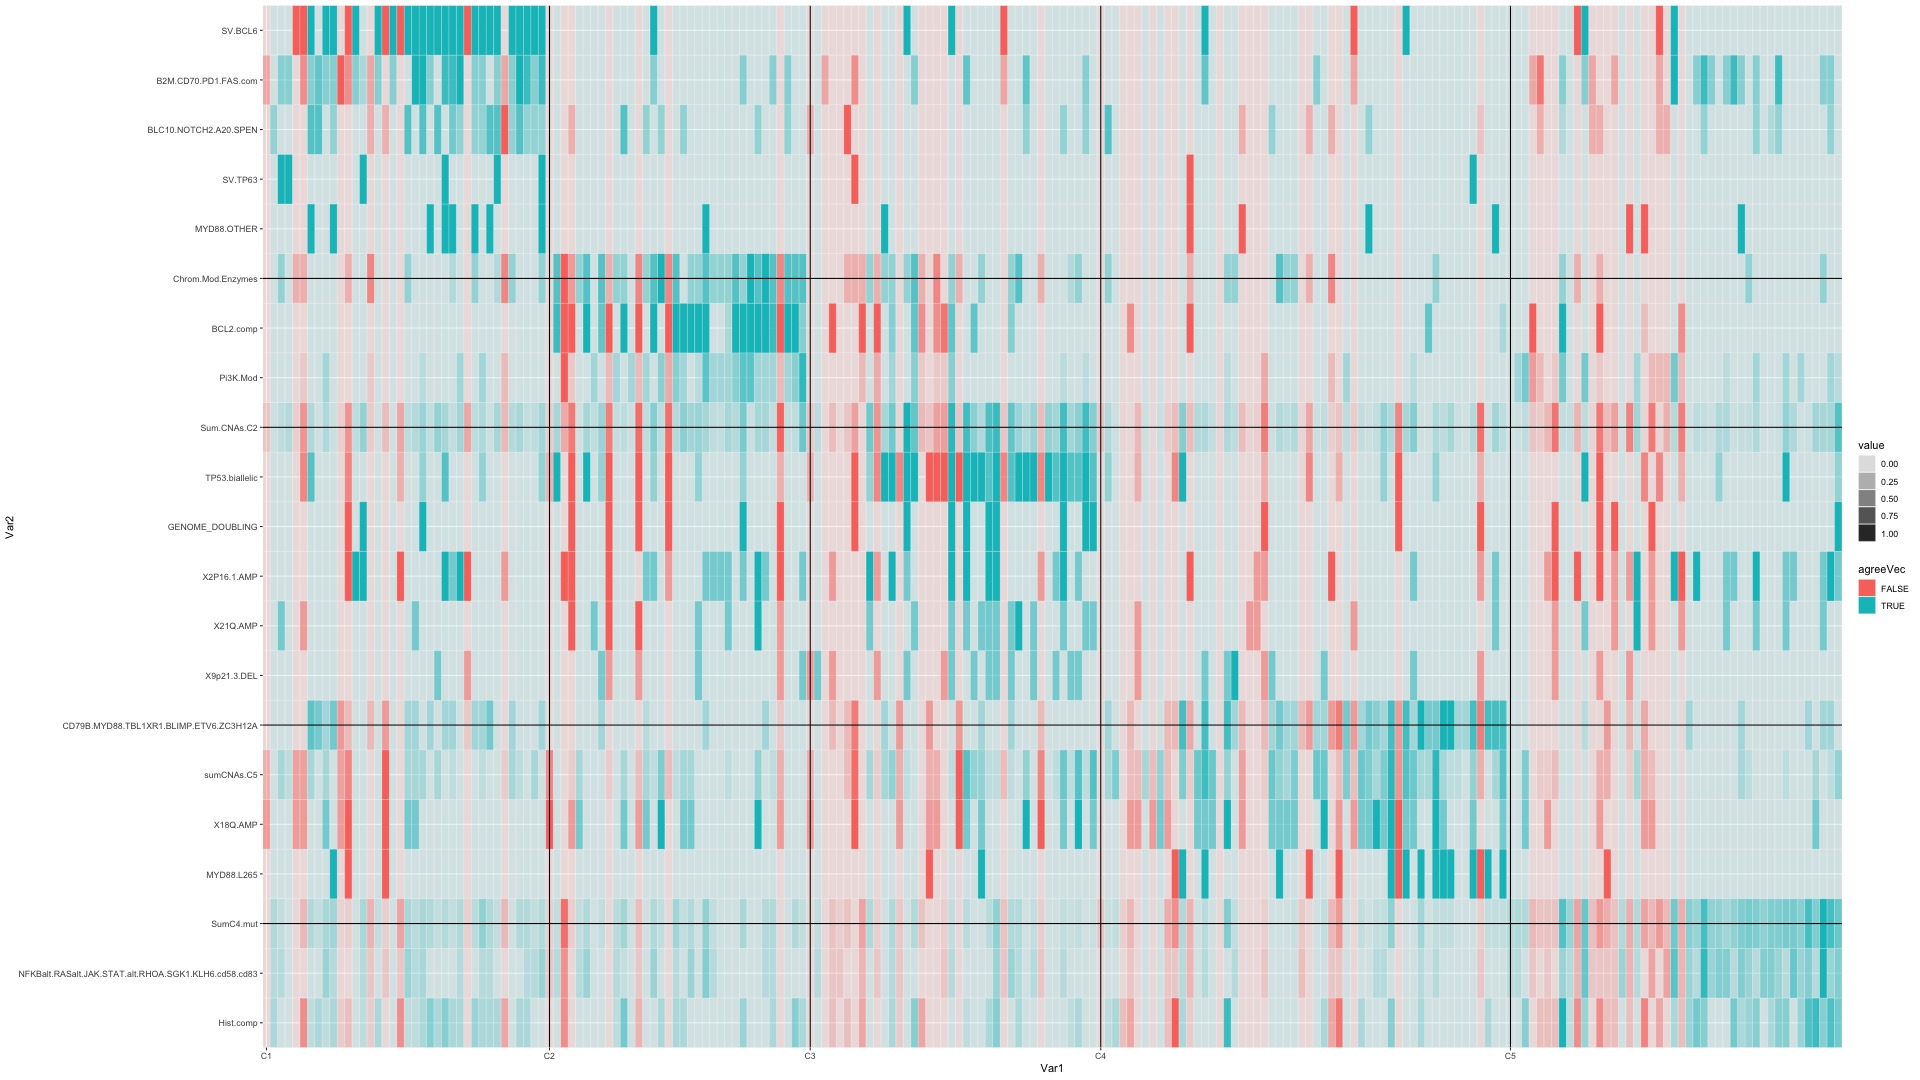 SV.BCL6
B2M.CD70.PD1.FAS.com
BLC10.NOTCH2.A20.SPEN
SV.TP63
MYD88.OTHER
Chrom.Mod.Enzymes
BCL2.comp
Pi3K.Mod
Sum.CNAs.C2
TP53.biallelic
GENOME_DOUBLING
X2P16.1.AMP
X21Q.AMP
X9p21.3.DEL
CD79B.MYD88.TBL1XR1.BLIMP.ETV6.ZC3H12A
sumCNAs.C5
X18Q.AMP
MYD88.L265
SumC4.mut
NFKBalt.RASalt.JAK.STAT.alt.RHOA.SGK1.KLH6.cd58.cd83
Hist.comp
Var2
C1 C2 C3 C4 C5
Var1
value
0.00
0.25
0.50
0.75
1.00
agreeVec
FALSE
TRUE